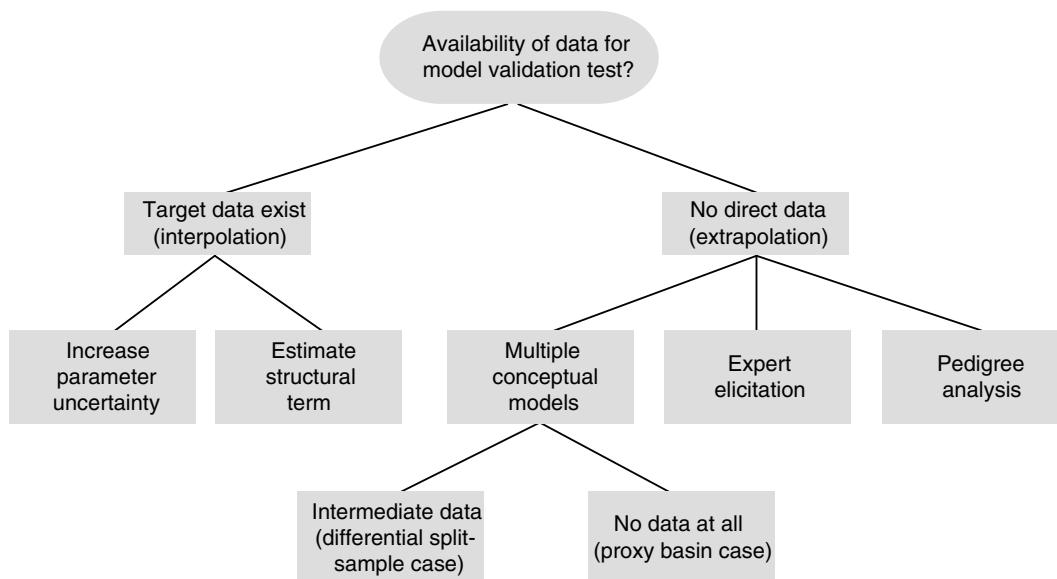 Availability of data for
model validation test?
Target data exist
(interpolation)
No direct data
(extrapolation)
Increase
parameter
uncertainty
Estimate
structural
term
Multiple
conceptual
models
Expert
elicitation
Pedigree
analysis
Intermediate data
(differential split-
sample case)
No data at all
(proxy basin case)